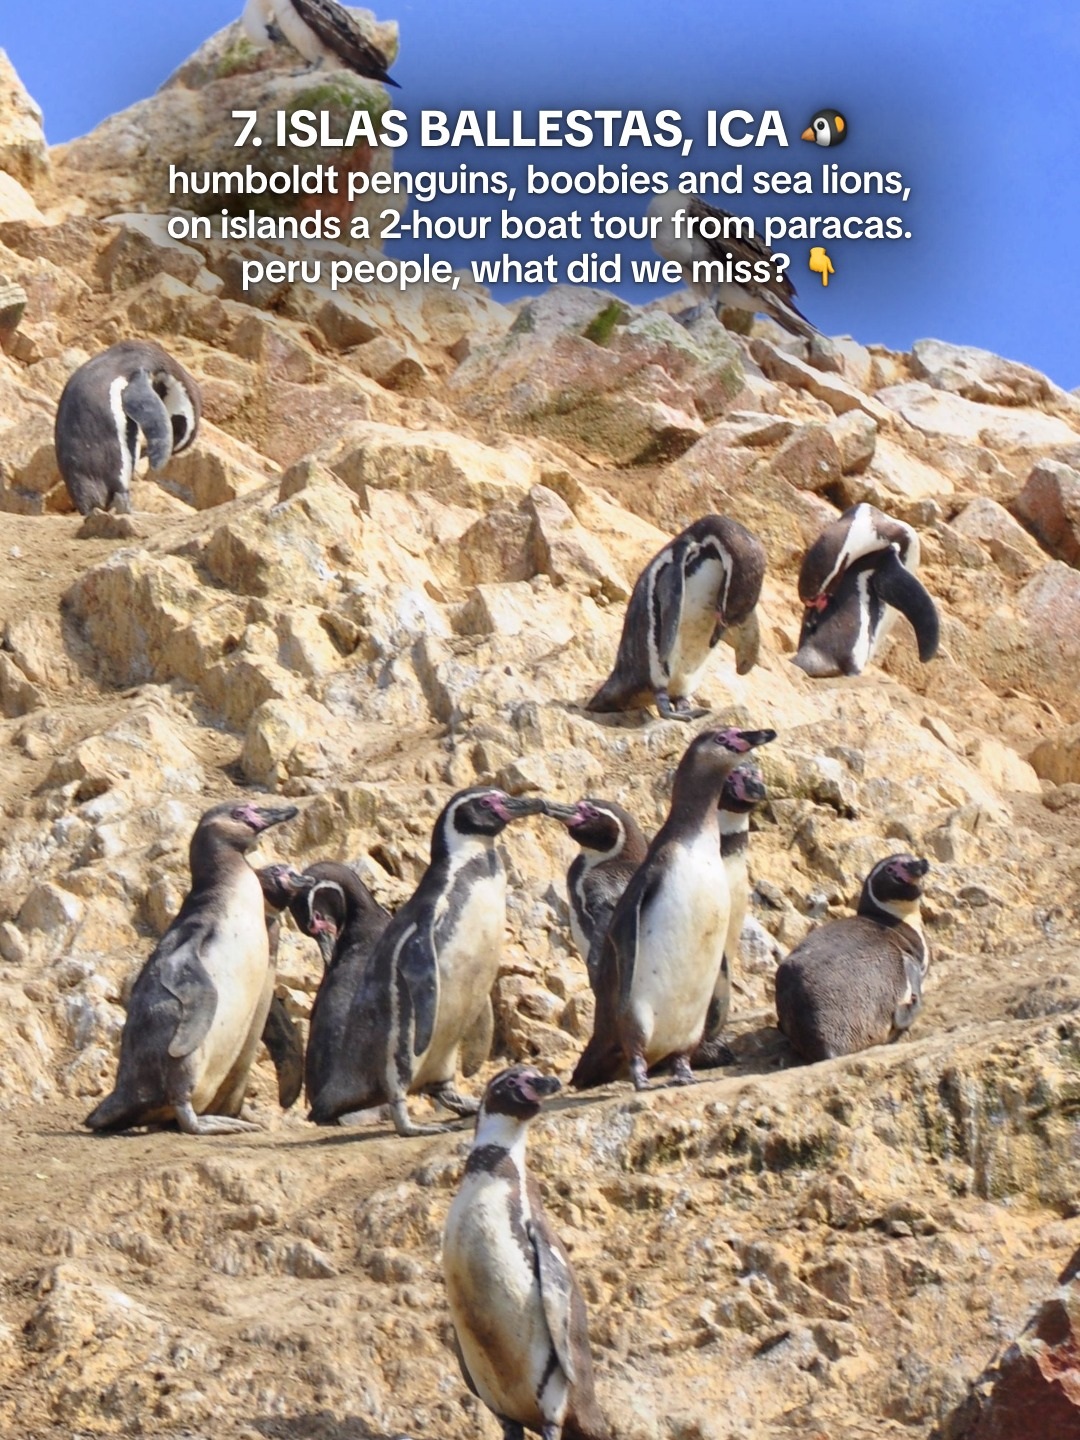 7. ISLAS BALLESTAS, ICA 🐧
humboldt penguins, boobies and sea lions,
on islands a 2-hour boat tour from paracas.
peru people, what did we miss? 👇